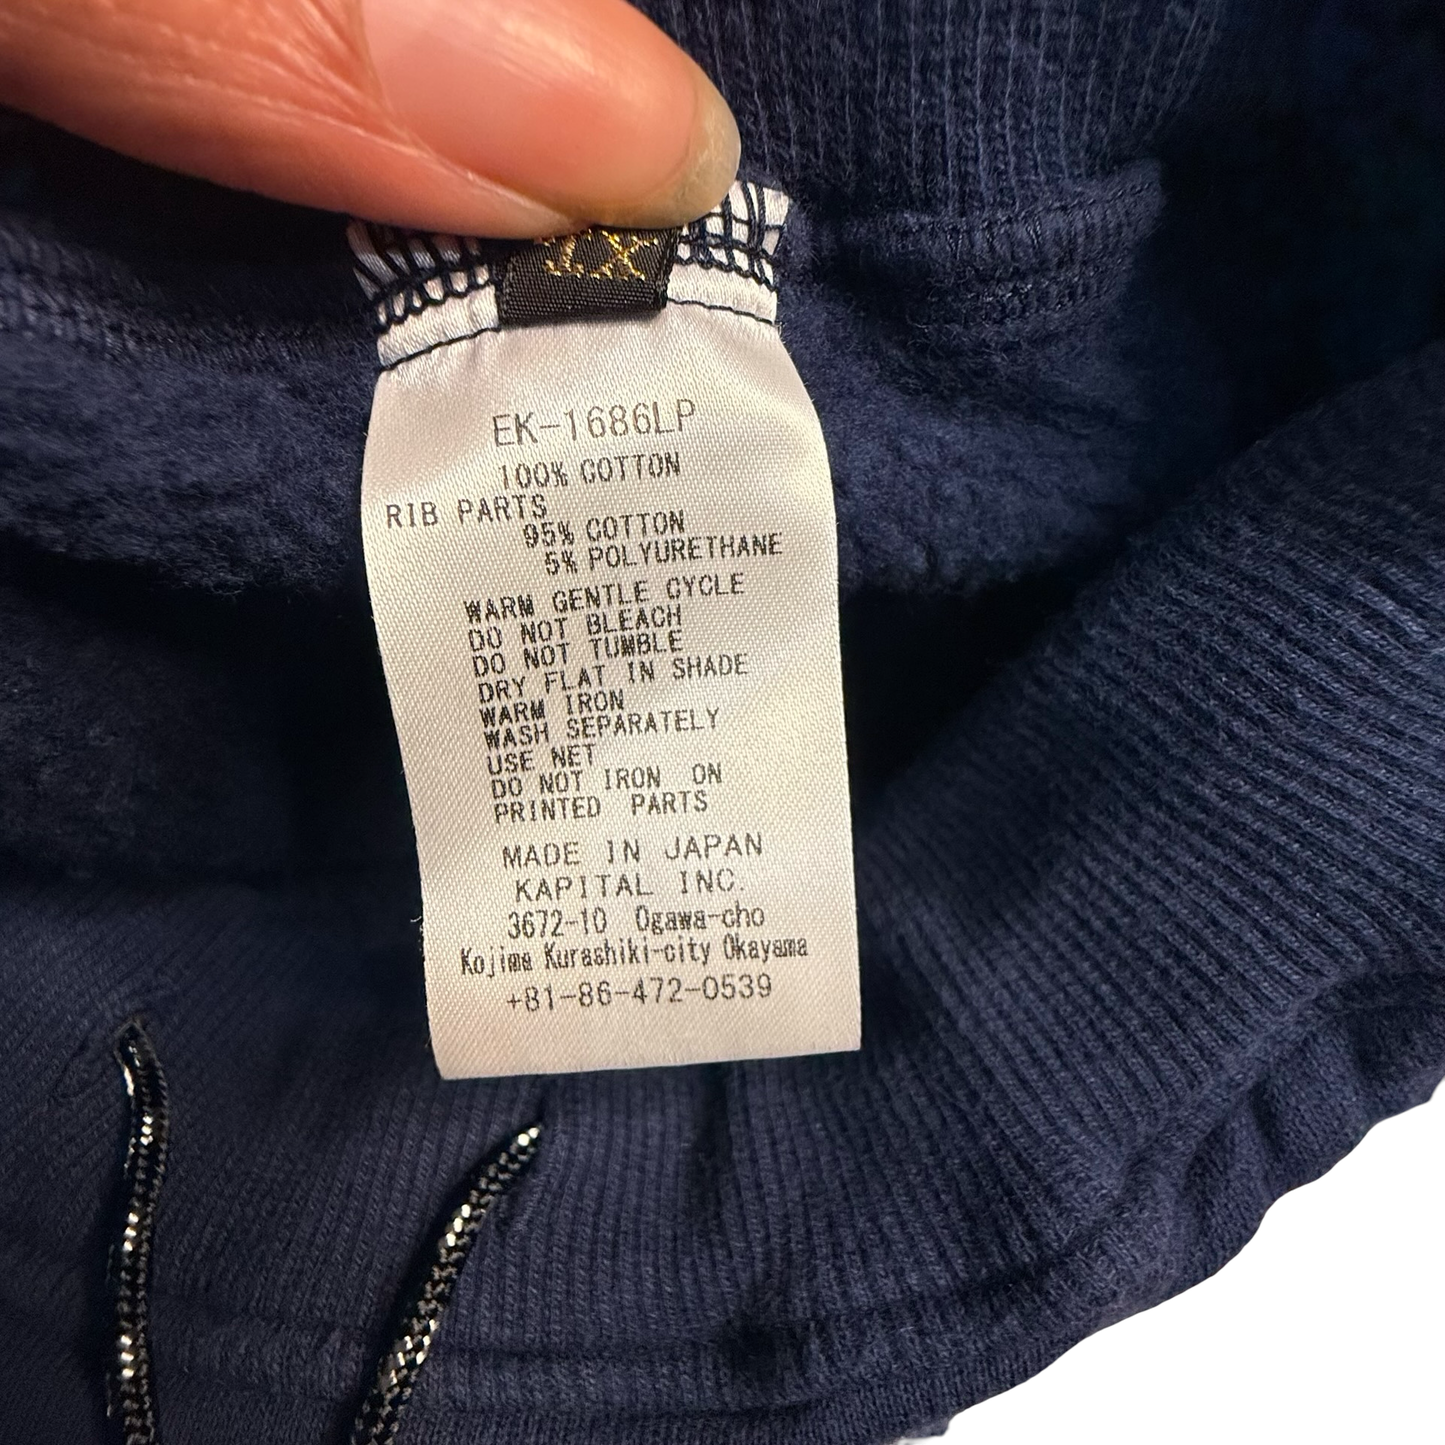 EK-1686LP
100% COTTON
RIB PARTS
95% COTTON
5% POLYURETHANE
WARM GENTLE CYCLE
DO NOT BLEACH
DO NOT TUMBLE
DRY FLAT IN SHADE
WARM IRON
WASH SEPARATELY
USE NET
DO NOT IRON ON
PRINTED PARTS
MADE IN JAPAN
KAPITAL INC.
3672-10 Ogawa-cho
Kojima Kurashiki-city Okayama
+81-86-472-0539